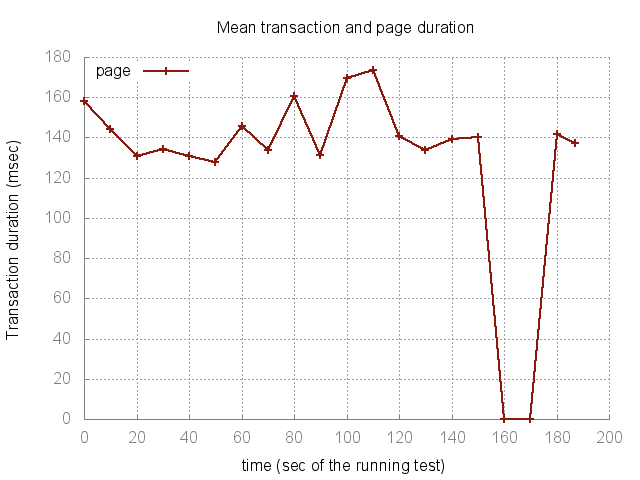 Mean transaction and page duration
page
Transaction duration (msec)
180
160
140
120
100
80
60
40
20
0
0 20 40 60 80 100 120 140 160 180 200
time (sec of the running test)